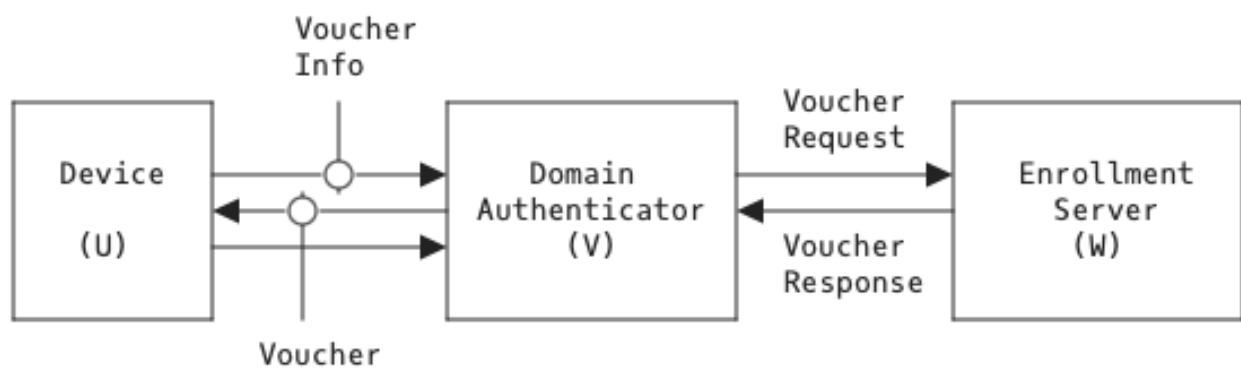 Voucher
Info
Device
(U)
Domain
Authenticator
(V)
Voucher
Request
Voucher
Response
Enrollment
Server
(W)
Voucher